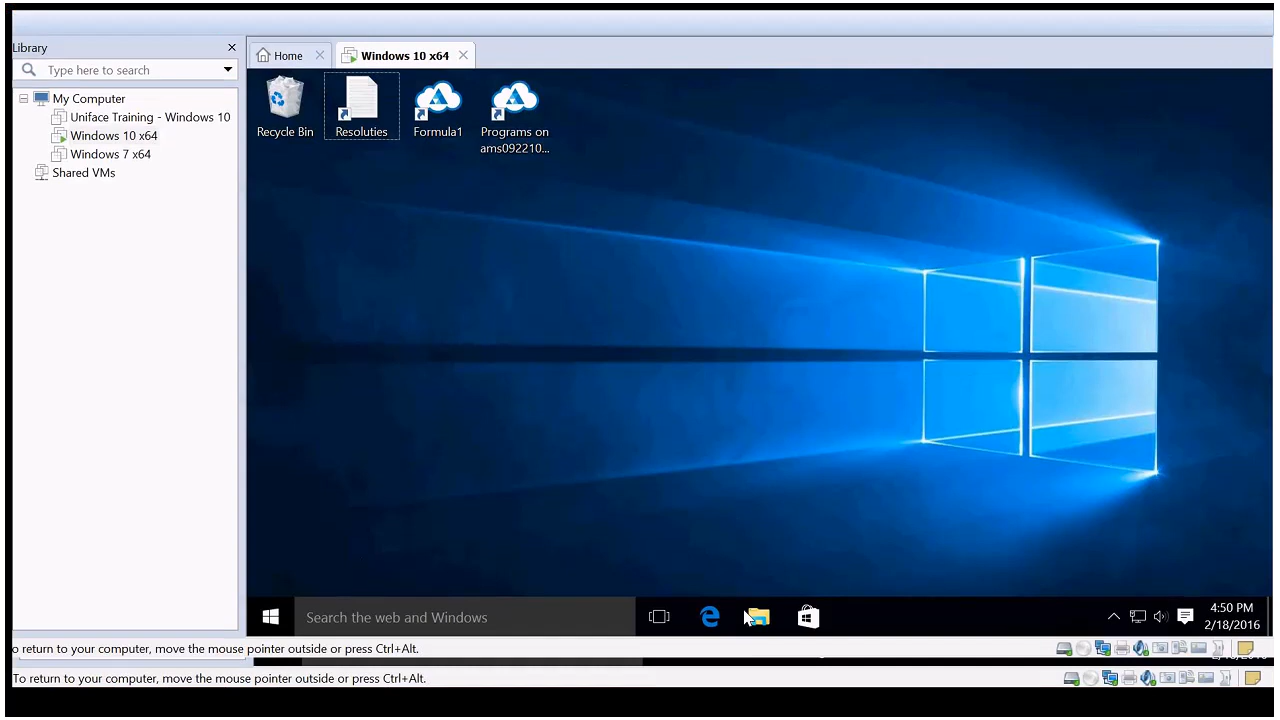 Library
Type here to search
My Computer
Uniface Training - Windows 10
Windows 10 x64
Windows 7 x64
Shared VMs
Home
Windows 10 x64
Recycle Bin
Resoluties
Formula1
Programs on
ams092210...
Search the web and Windows
4:50 PM
2/18/2016
o return to your computer, move the mouse pointer outside or press Ctrl+Alt.
To return to your computer, move the mouse pointer outside or press Ctrl+Alt.